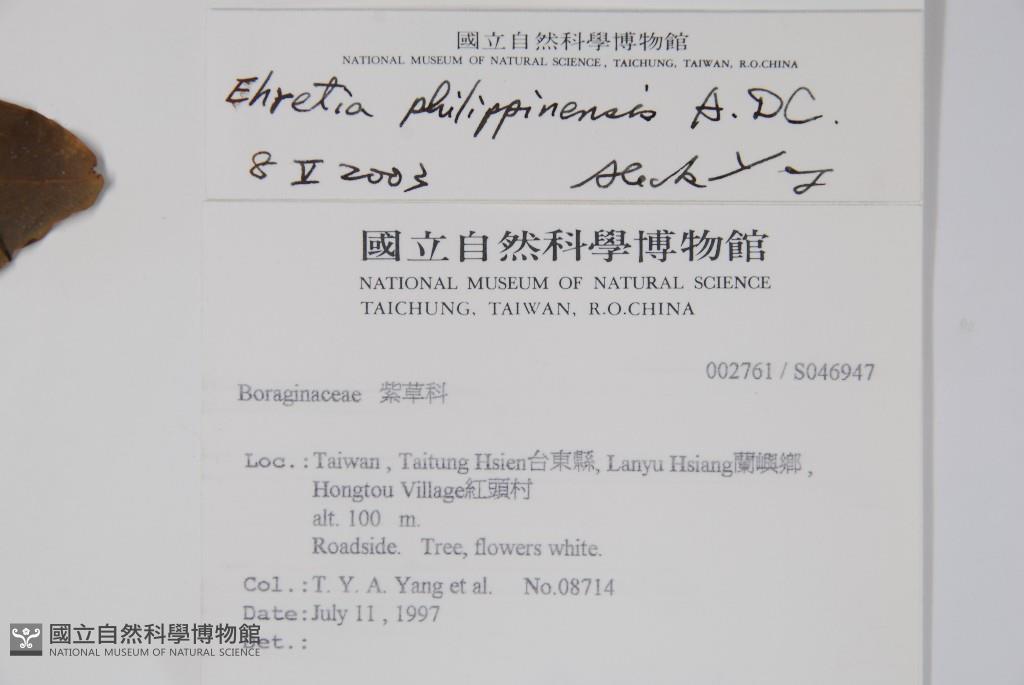 國立自然科學博物館
NATIONAL MUSEUM OF NATURAL SCIENCE, TAICHUNG, TAIWAN, R.O.CHINA
Ehretia philippinensis A.DC.
8 V 2003 Aleck Yang
國立自然科學博物館
NATIONAL MUSEUM OF NATURAL SCIENCE
TAICHUNG, TAIWAN, R.O.CHINA
002761 / S046947
Boraginaceae 紫草科
Loc.:Taiwan , Taitung Hsien台東縣, Lanyu Hsiang蘭嶼鄉 ,
Hongtou Village紅頭村
alt. 100 m.
Roadside. Tree, flowers white.
Col.:T. Y. A. Yang et al. No.08714
Date:July 11 , 1997
Det.:
國立自然科學博物館
NATIONAL MUSEUM OF NATURAL SCIENCE